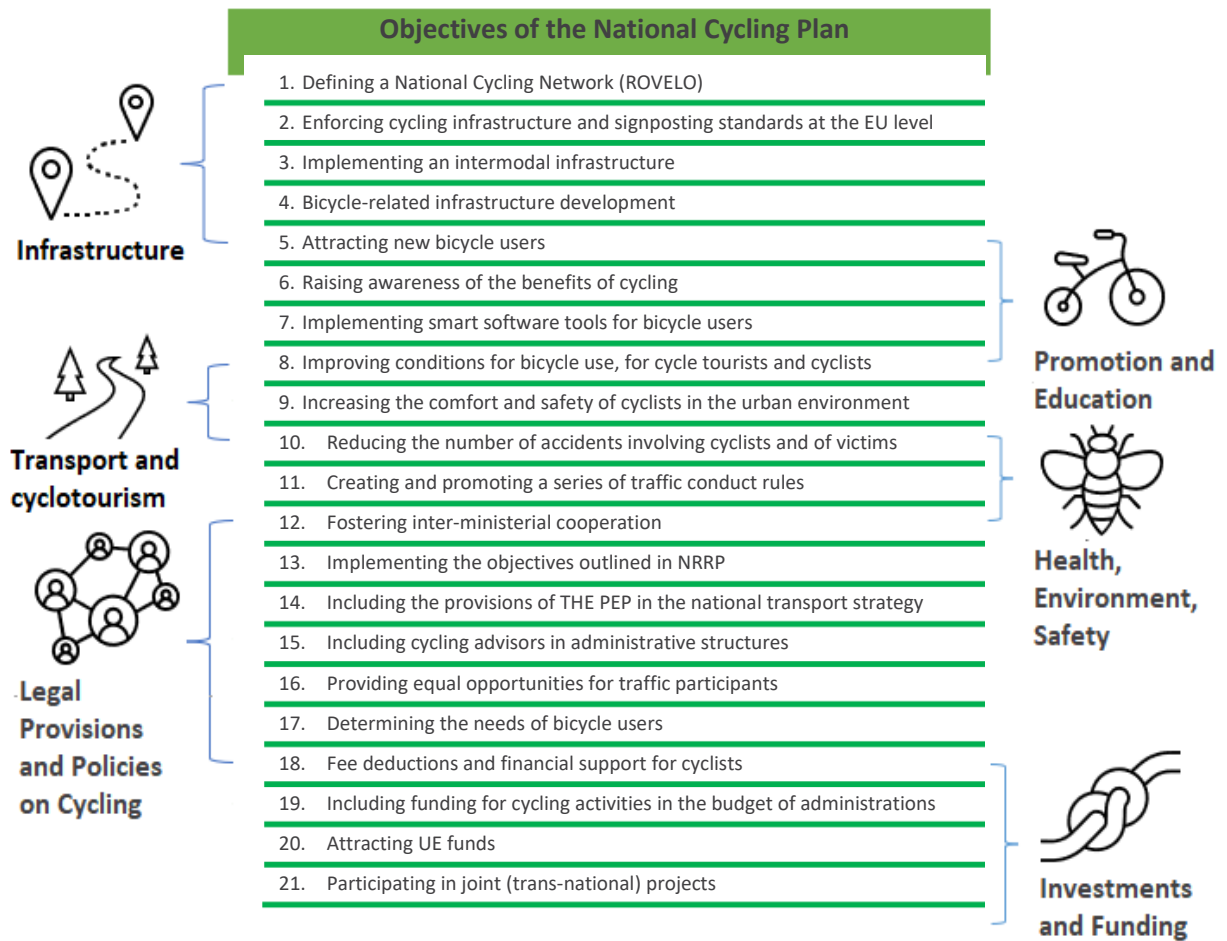 Objectives of the National Cycling Plan
1. Defining a National Cycling Network (ROVELO)
2. Enforcing cycling infrastructure and signposting standards at the EU level
3. Implementing an intermodal infrastructure
4. Bicycle-related infrastructure development
5. Attracting new bicycle users
6. Raising awareness of the benefits of cycling
7. Implementing smart software tools for bicycle users
8. Improving conditions for bicycle use, for cycle tourists and cyclists
9. Increasing the comfort and safety of cyclists in the urban environment
10. Reducing the number of accidents involving cyclists and of victims
11. Creating and promoting a series of traffic conduct rules
12. Fostering inter-ministerial cooperation
13. Implementing the objectives outlined in NRRP
14. Including the provisions of THE PEP in the national transport strategy
15. Including cycling advisors in administrative structures
16. Providing equal opportunities for traffic participants
17. Determining the needs of bicycle users
18. Fee deductions and financial support for cyclists
19. Including funding for cycling activities in the budget of administrations
20. Attracting UE funds
21. Participating in joint (trans-national) projects
Infrastructure
Transport and
cyclotourism
Legal
Provisions
and Policies
on Cycling
Promotion and
Education
Health,
Environment,
Safety
Investments
and Funding